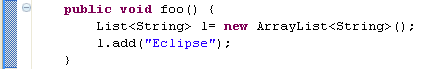 public void foo() {
List<String> l= new ArrayList<String>();
l.add("Eclipse");
}